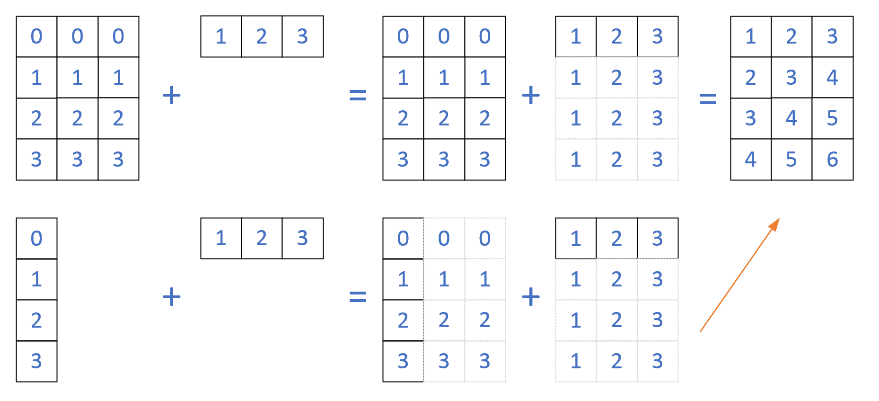 0 0 0 1 2 3 0 0 0 1 2 3 1 2 3
1 1 1 1 1 1 1 2 3 2 3 4
+ = + =
2 2 2 2 2 2 1 2 3 3 4 5
3 3 3 3 3 3 1 2 3 4 5 6
0 1 2 3 0 0 0 1 2 3
1 1 1 1 1 2 3
+ = +
2 2 2 2 1 2 3
3 3 3 3 1 2 3